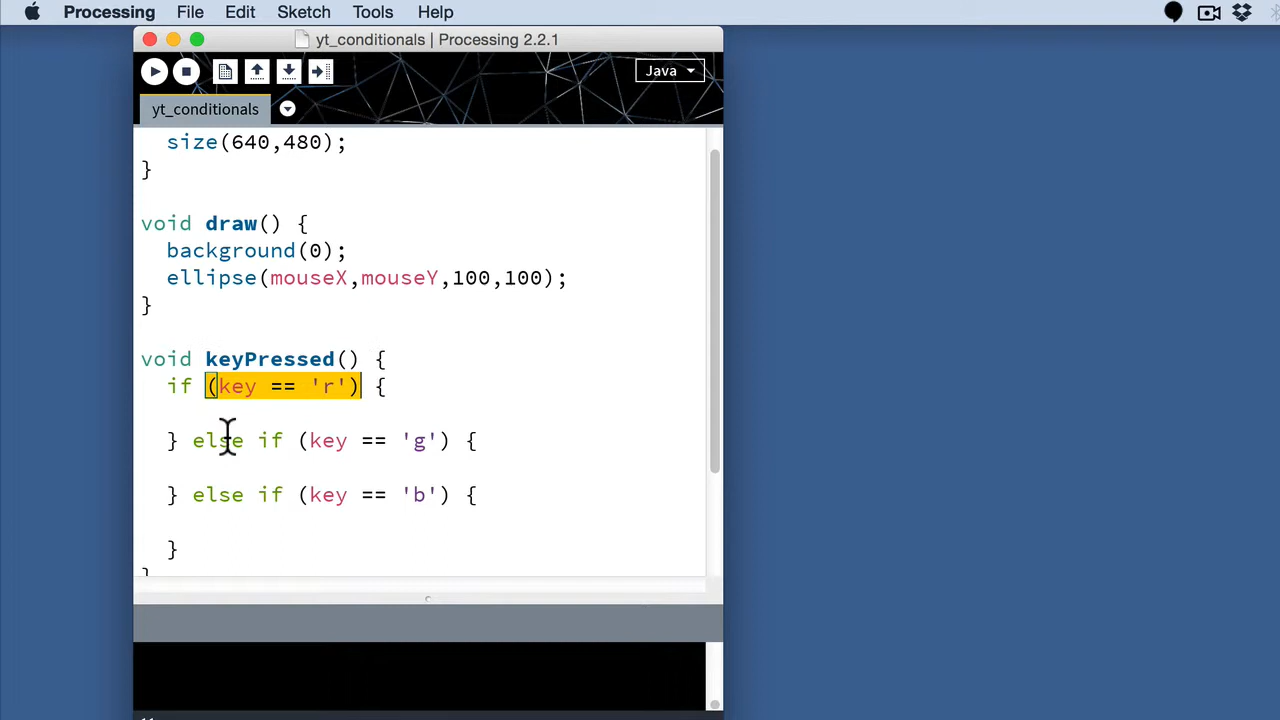 Processing File Edit Sketch Tools Help
yt_conditionals | Processing 2.2.1
Java
yt_conditionals
size(640,480);
}
void draw() {
background(0);
ellipse(mouseX,mouseY,100,100);
}
void keyPressed() {
if (key == 'r') {
} else if (key == 'g') {
} else if (key == 'b') {
}